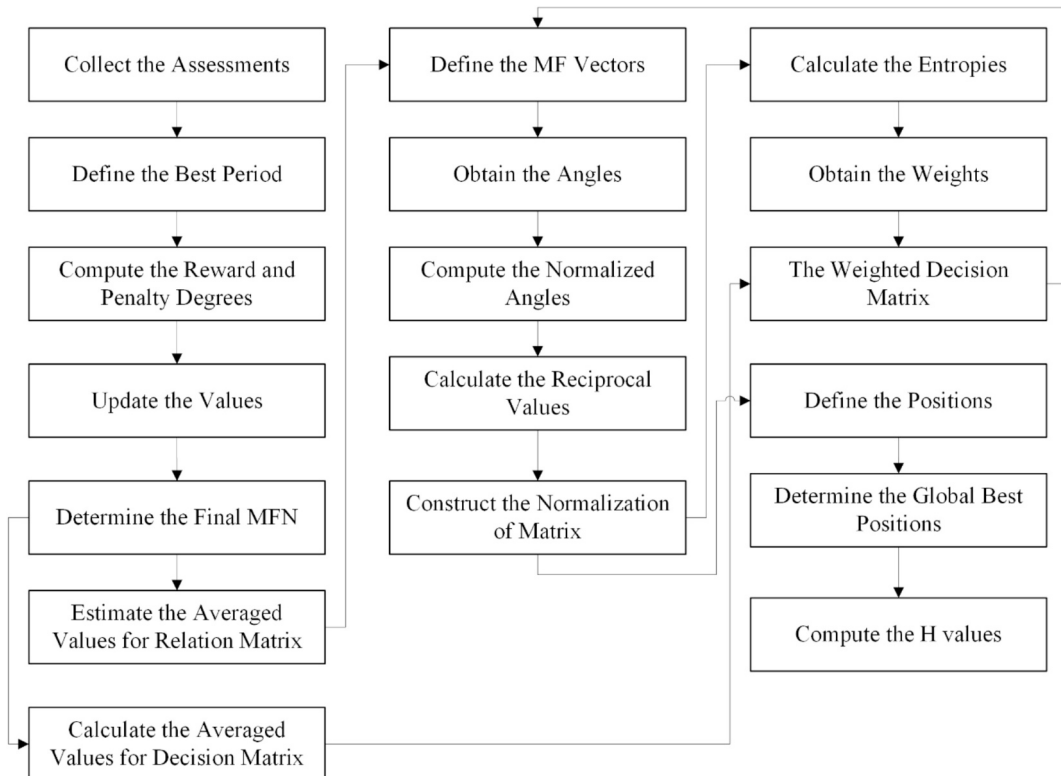 Collect the Assessments
Define the Best Period
Compute the Reward and
Penalty Degrees
Update the Values
Determine the Final MFN
Estimate the Averaged
Values for Relation Matrix
Calculate the Averaged
Values for Decision Matrix
Define the MF Vectors
Obtain the Angles
Compute the Normalized
Angles
Calculate the Reciprocal
Values
Construct the Normalization
of Matrix
Calculate the Entropies
Obtain the Weights
The Weighted Decision
Matrix
Define the Positions
Determine the Global Best
Positions
Compute the H values